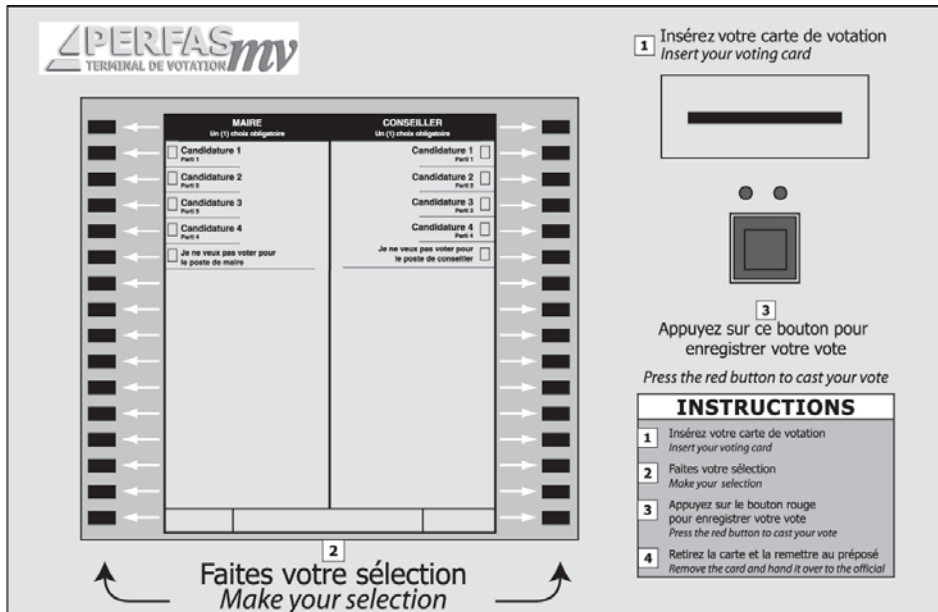 PERFAS mv
TERMINAL DE VOTATION
1 Insérez votre carte de votation
Insert your voting card
MAIRE
Un (1) choix obligatoire
CONSEILLER
Un (1) choix obligatoire
Candidature 1
Parti 1
Candidature 2
Parti 2
Candidature 3
Parti 3
Candidature 4
Parti 4
Je ne veux pas voter pour
le poste de maire
Candidature 1
Parti 1
Candidature 2
Parti 2
Candidature 3
Parti 3
Candidature 4
Parti 4
Je ne veux pas voter pour
le poste de conseiller
2
Faites votre sélection
Make your selection
3
Appuyez sur ce bouton pour
enregistrer votre vote
Press the red button to cast your vote
INSTRUCTIONS
1 Insérez votre carte de votation
Insert your voting card
2 Faites votre sélection
Make your selection
3 Appuyez sur le bouton rouge
pour enregistrer votre vote
Press the red button to cast your vote
4 Retirez la carte et la remettre au préposé
Remove the card and hand it over to the official